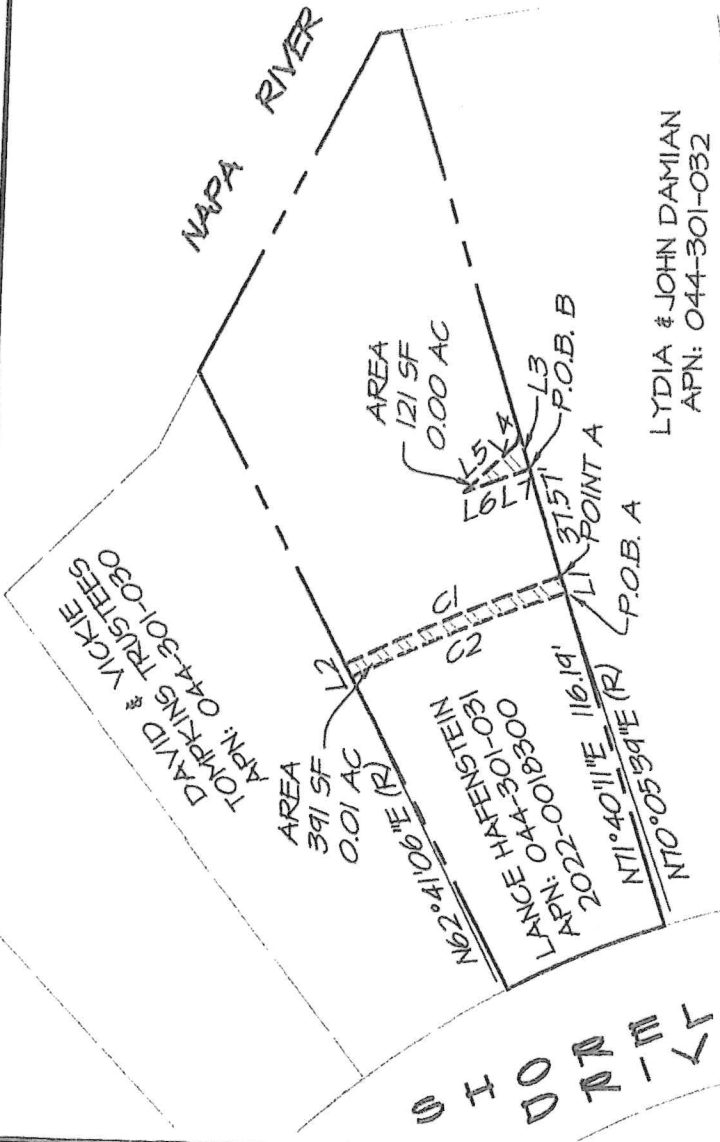 NAPA RIVER
DAVID & VICKIE
TOMPKINS TRUSTEES
APN: 044-301-030
AREA
121 SF
0.00 AC
L5
L4
L6
L7
L3
P.O.B. B
37.57'
POINT A
L1
P.O.B. A
C1
C2
L2
AREA
391 SF
0.01 AC
N62°41'06"E (R)
LANCE HAFENSTEIN
APN: 044-301-031
2022-0018300
N71°40'11"E 116.19'
N70°05'39"E (R)
LYDIA & JOHN DAMIAN
APN: 044-301-032
SHOREL
DRIV